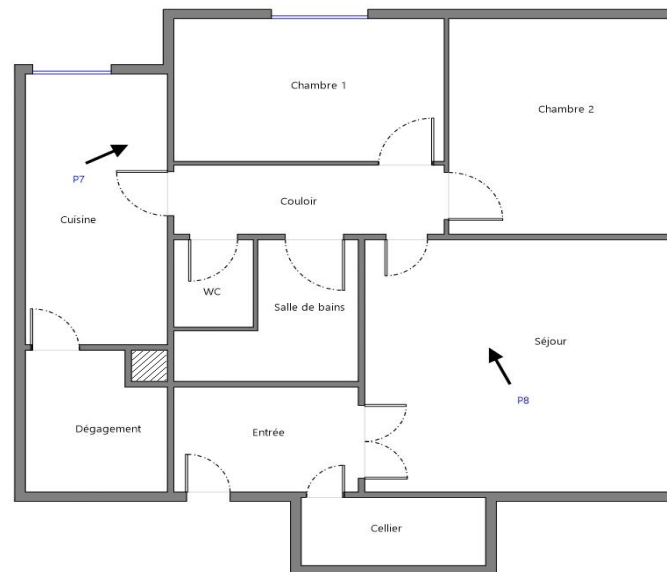 Chambre 1
Chambre 2
P7
Couloir
Cuisine
WC
Salle de bains
Séjour
P8
Dégagement
Entrée
Cellier